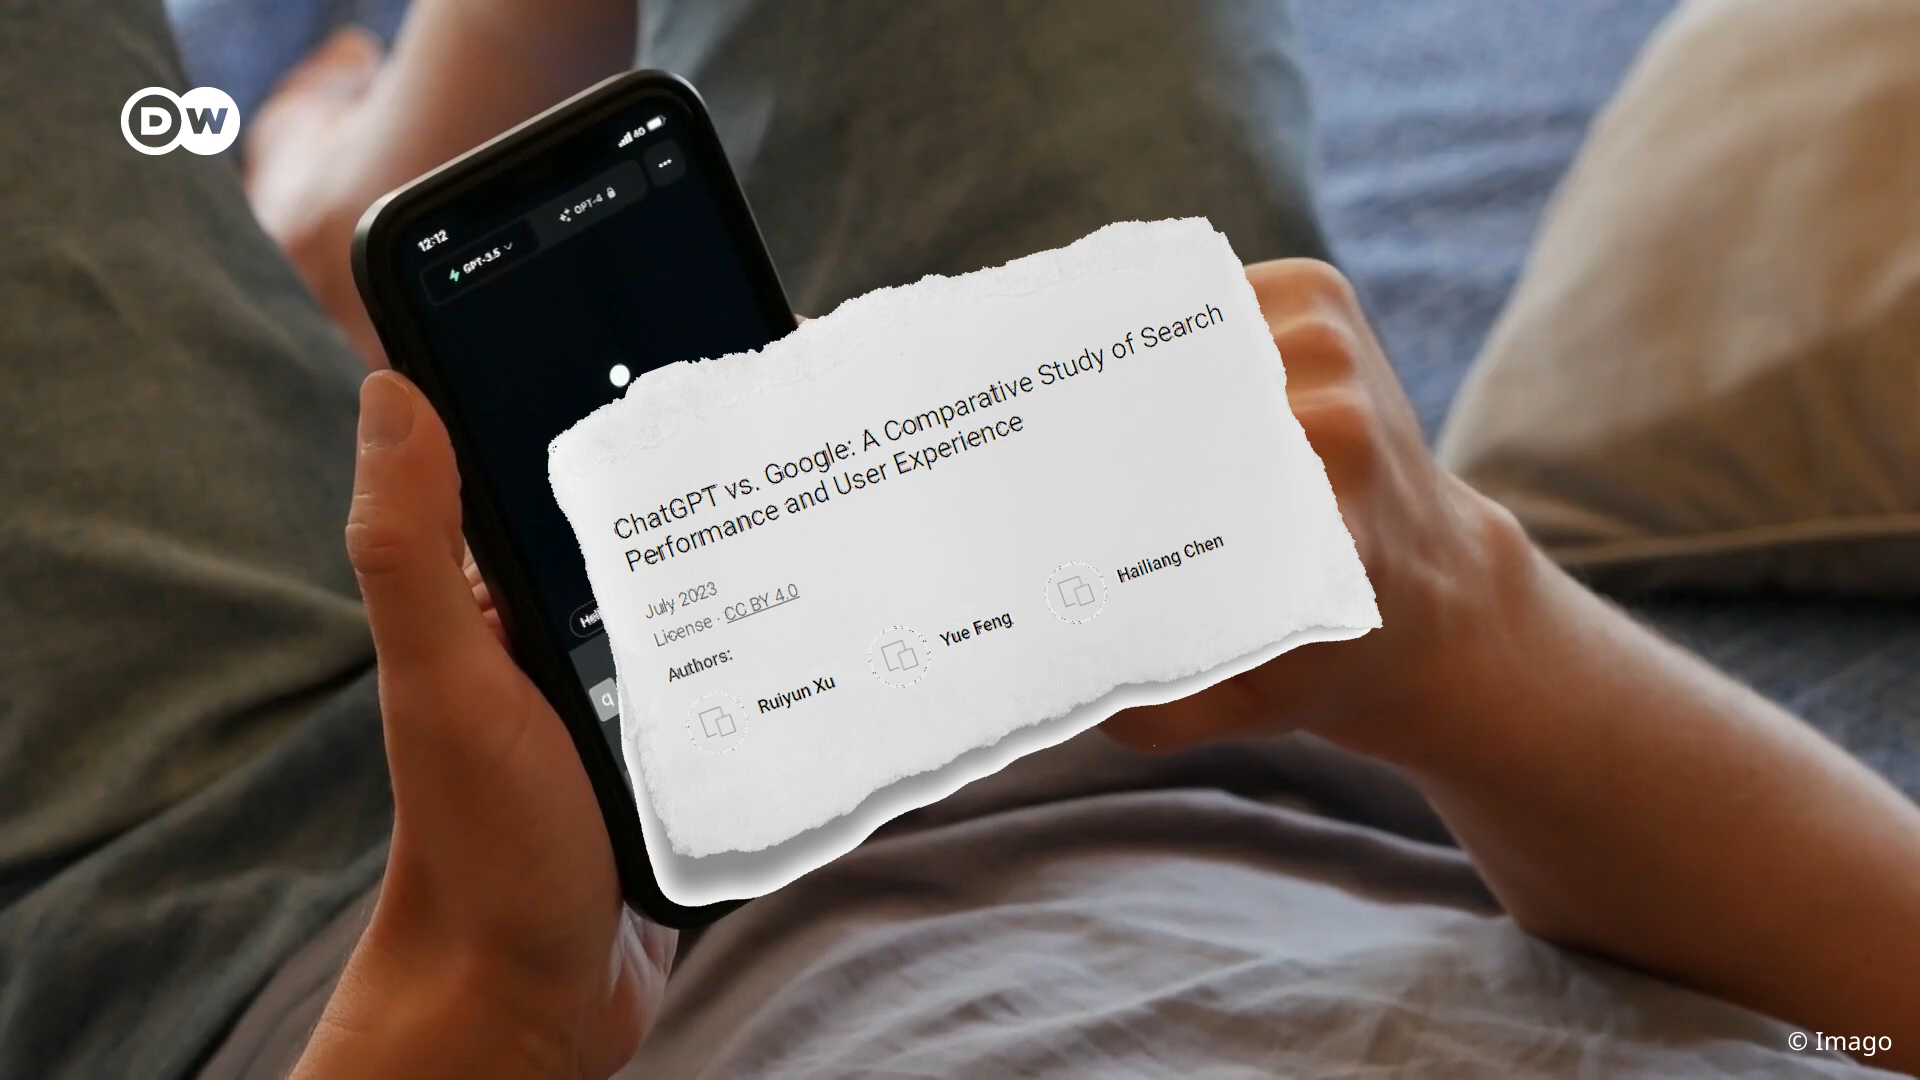 DW
12:12
4G
GPT-3.5
GPT-4
ChatGPT vs. Google: A Comparative Study of Search
Performance and User Experience
July 2023
License · CC BY 4.0
Authors:
Ruiyun Xu
Yue Feng
Hailiang Chen
q
© Imago